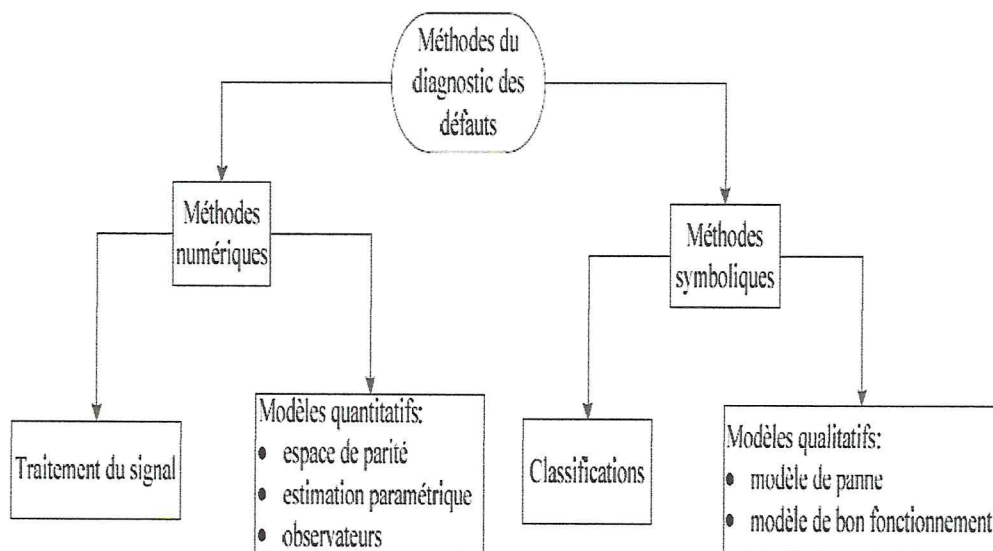 Méthodes du
diagnostic des
défauts
Méthodes
numériques
Méthodes
symboliques
Traitement du signal
Modèles quantitatifs:
● espace de parité
● estimation paramétrique
● observateurs
Classifications
Modèles qualitatifs:
● modèle de panne
● modèle de bon fonctionnement